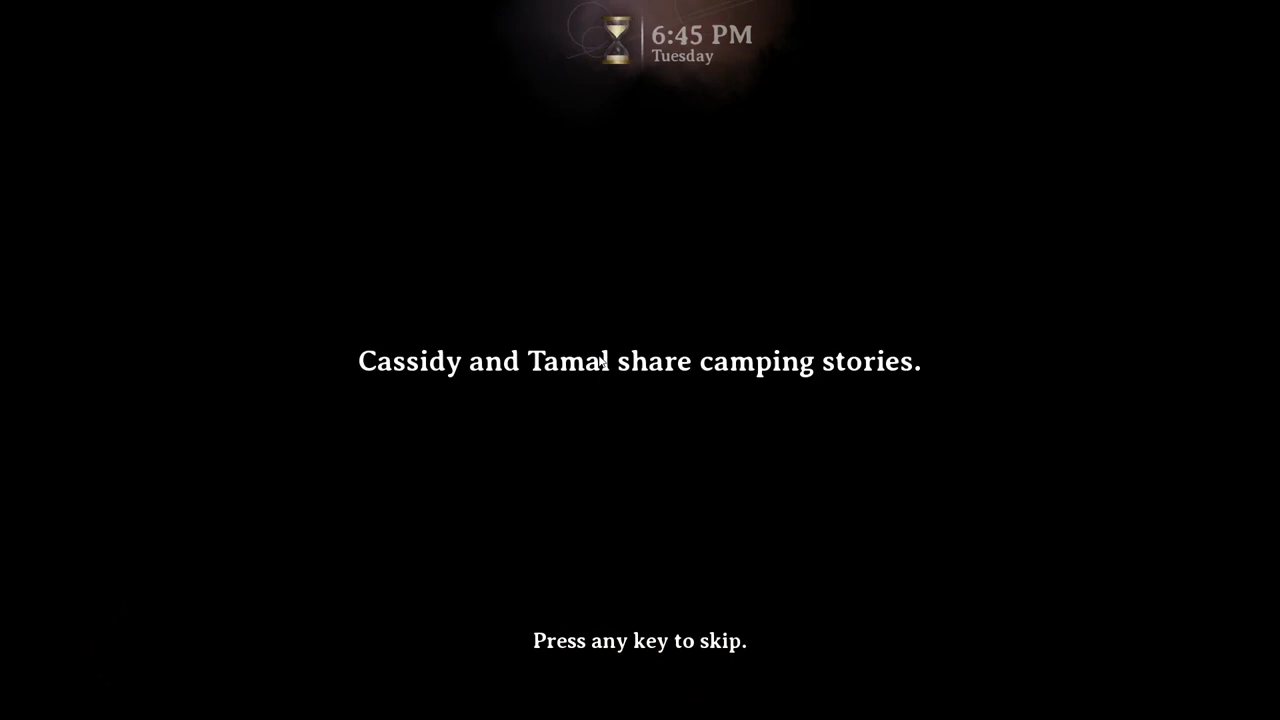 6:45 PM
Tuesday
Cassidy and Tamal share camping stories.
Press any key to skip.